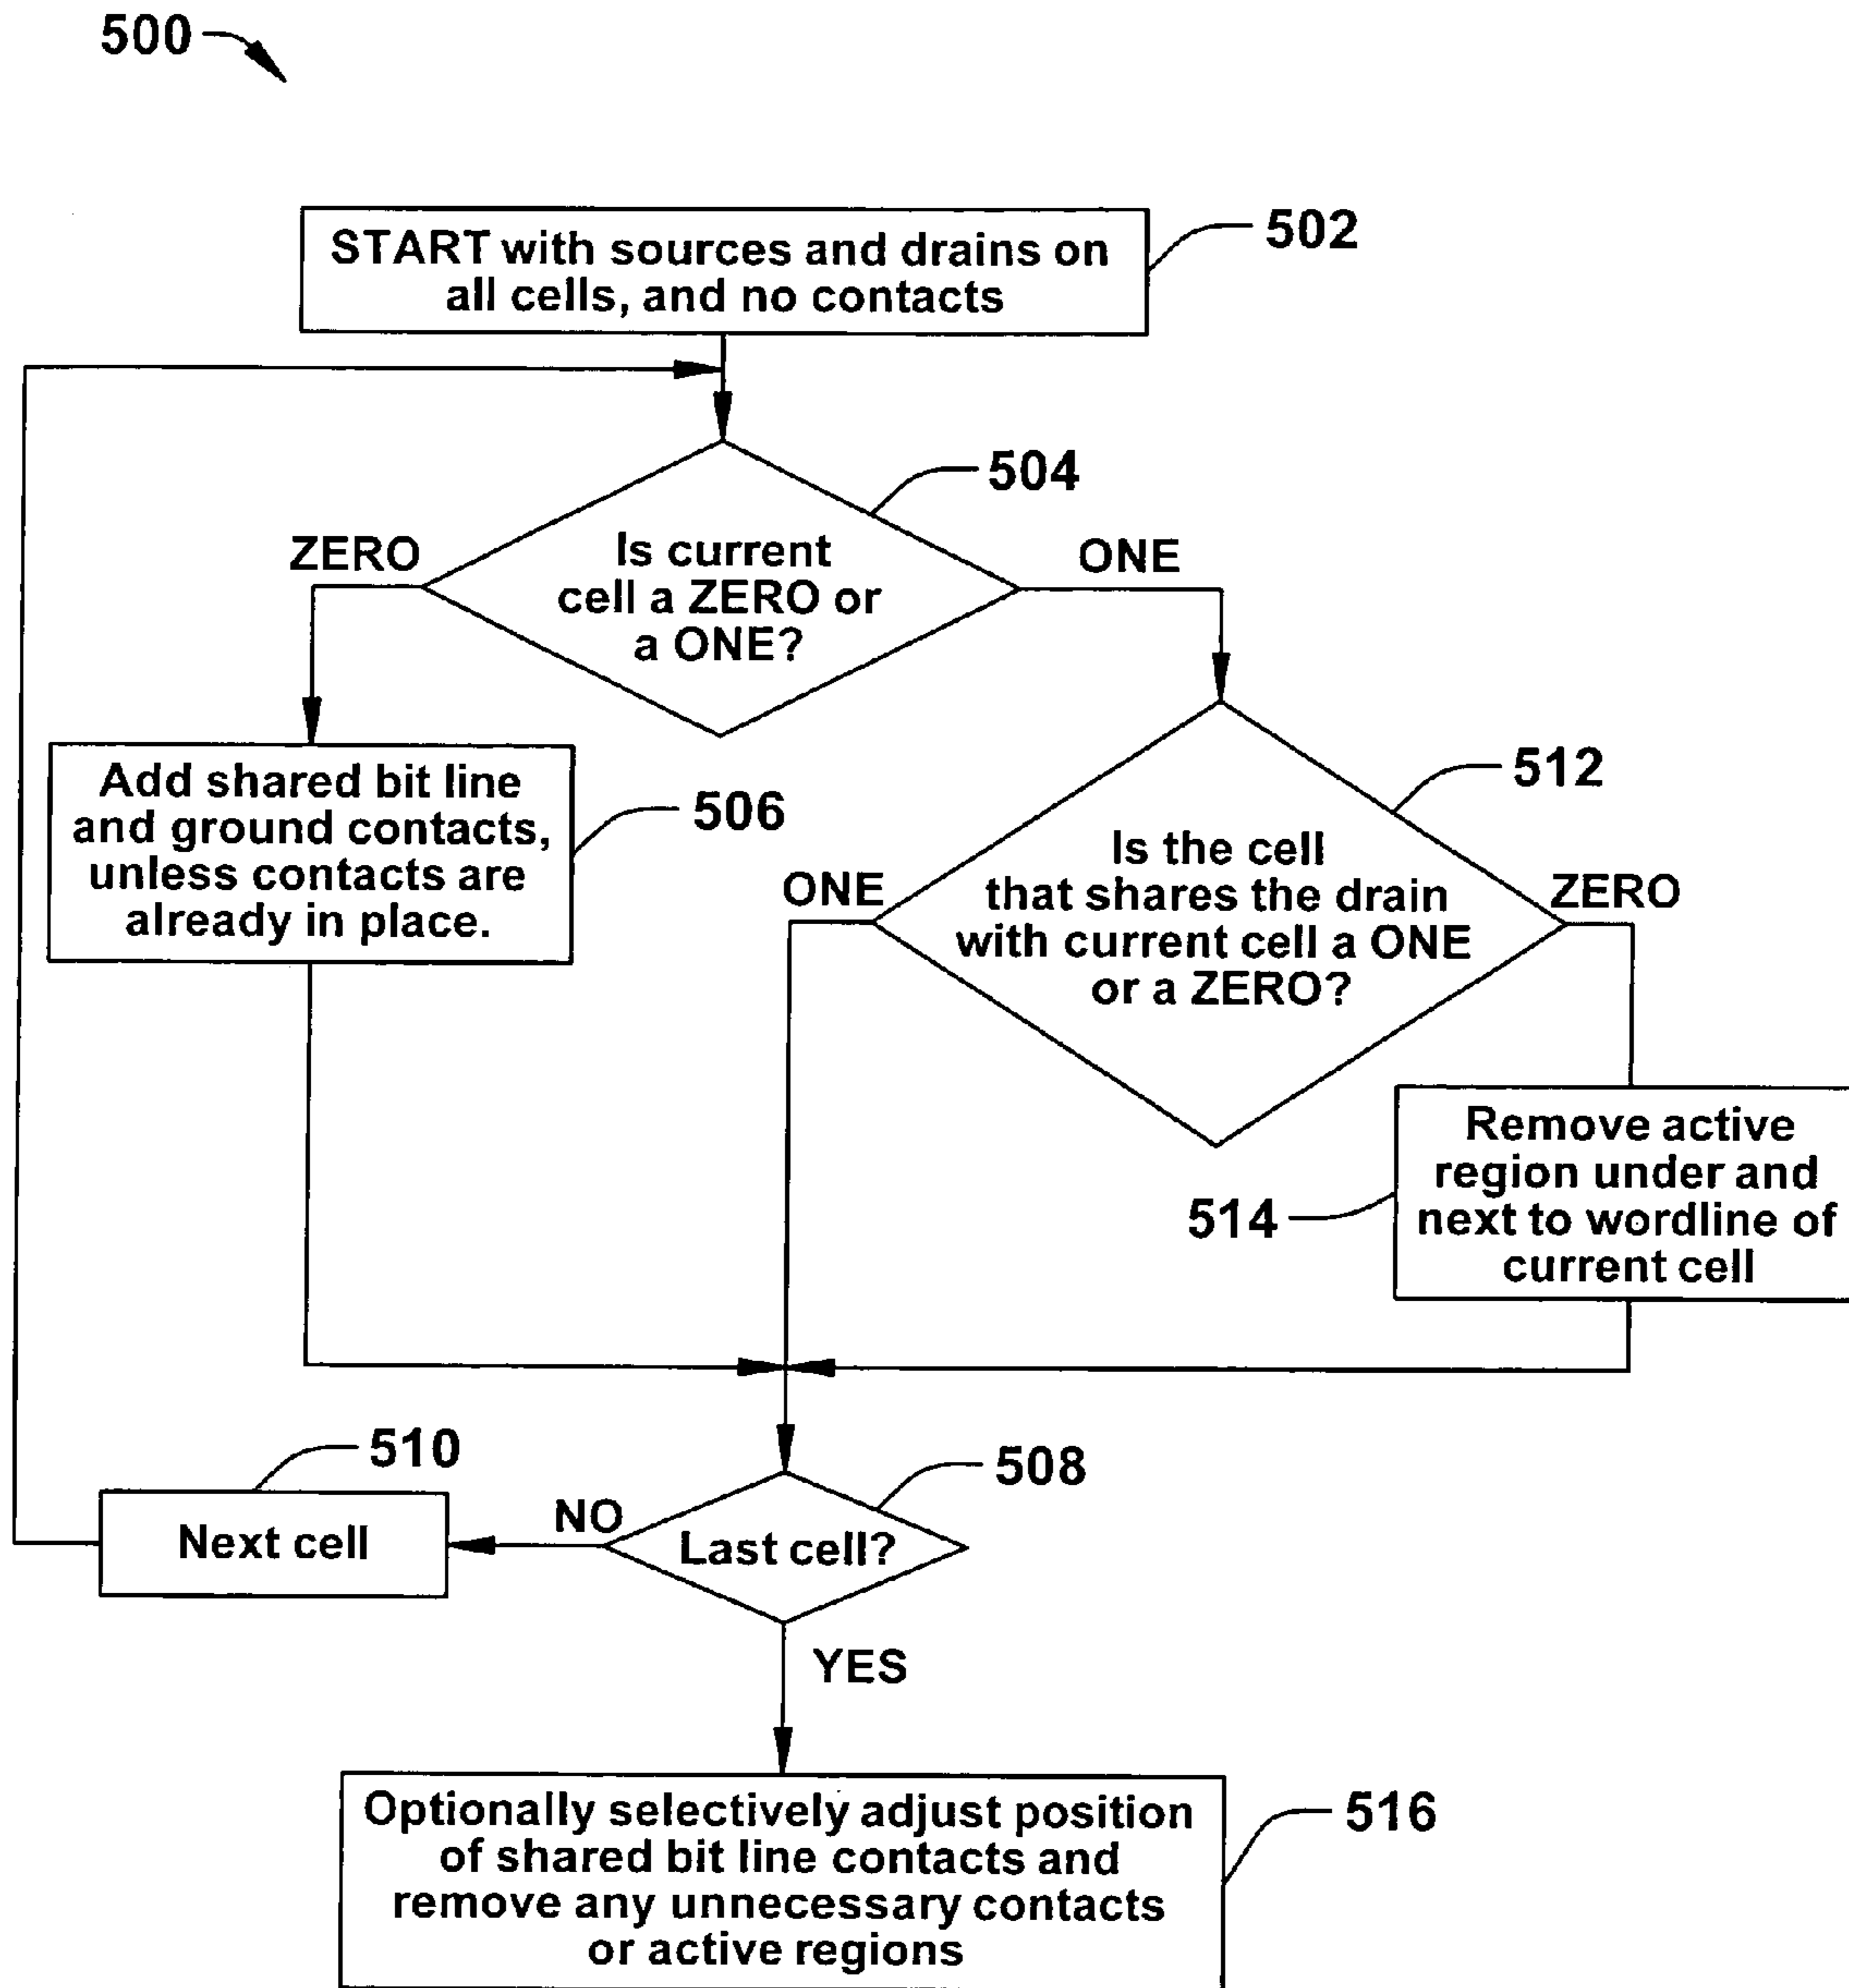 500
START with sources and drains on
all cells, and no contacts
502
504
ZERO
Is current
cell a ZERO or
a ONE?
ONE
Add shared bit line
and ground contacts,
unless contacts are
already in place.
506
512
Is the cell
that shares the drain
with current cell a ONE
or a ZERO?
ONE
ZERO
Remove active
region under and
next to wordline of
current cell
514
510
Next cell
NO
508
Last cell?
YES
Optionally selectively adjust position
of shared bit line contacts and
remove any unnecessary contacts
or active regions
516